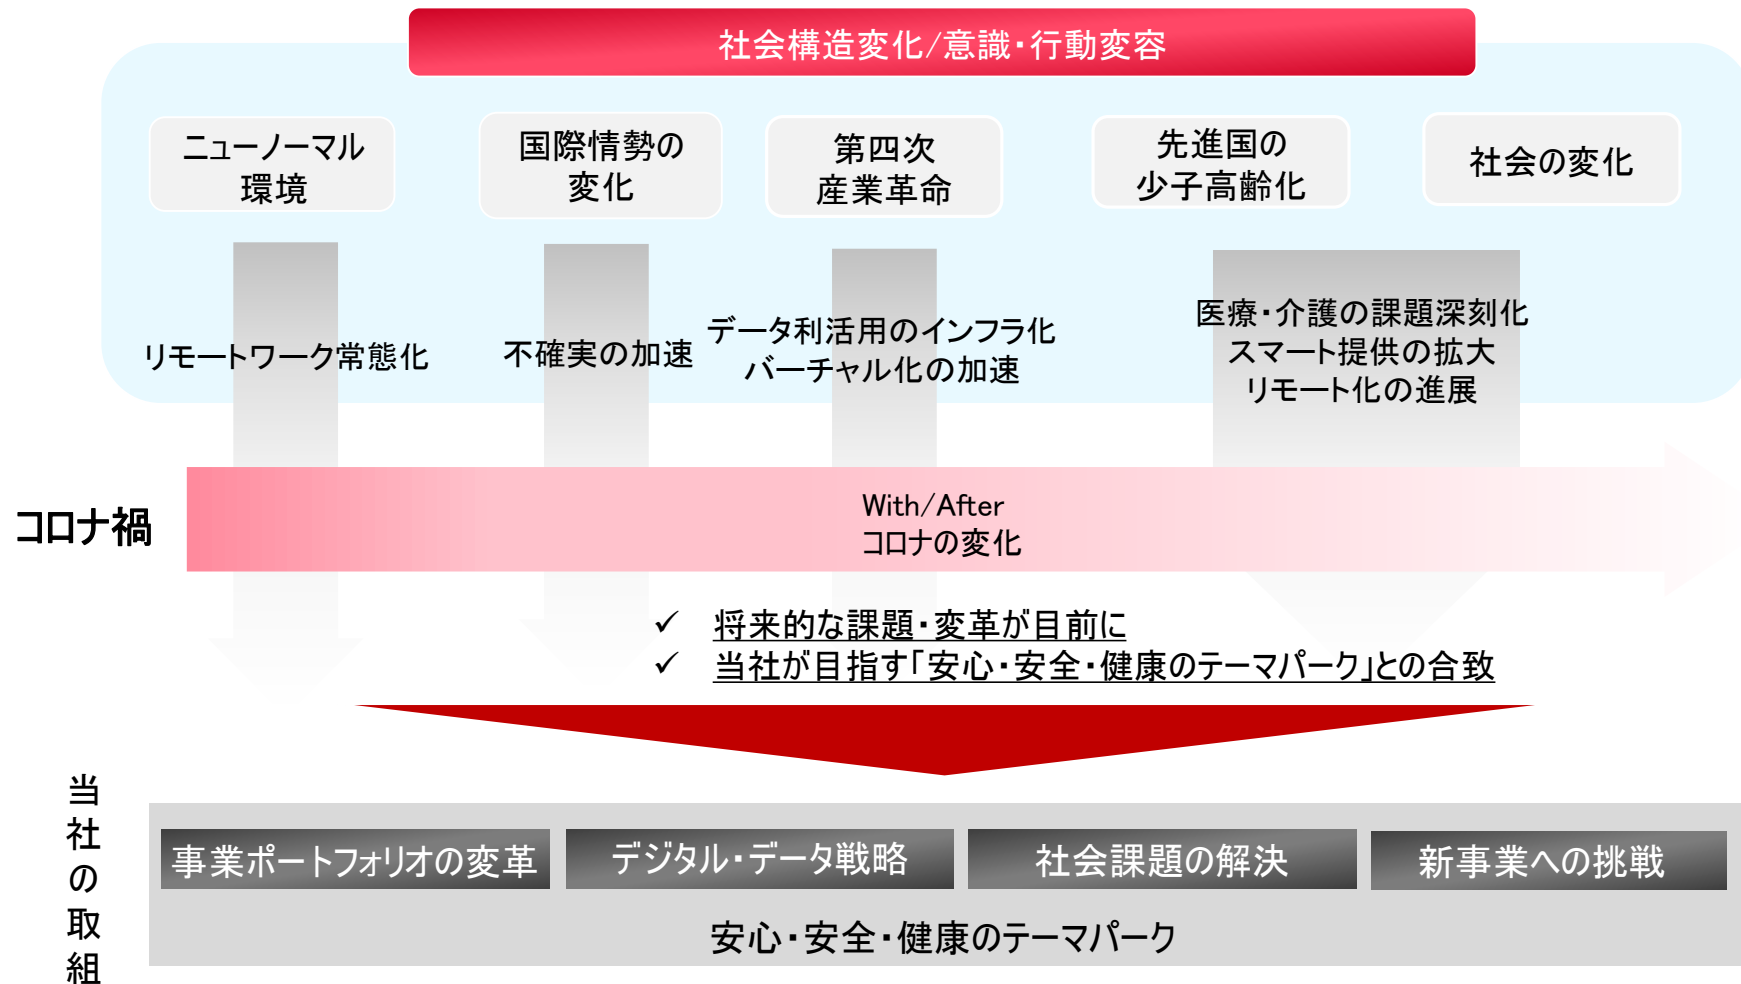 社会構造変化/意識・行動変容
ニューノーマル
環境
国際情勢の
変化
第四次
産業革命
先進国の
少子高齢化
社会の変化
リモートワーク常態化
不確実の加速
データ利活用のインフラ化
バーチャル化の加速
医療・介護の課題深刻化
スマート提供の拡大
リモート化の進展
コロナ禍
With/After
コロナの変化
✓ 将来的な課題・変革が目前に
✓ 当社が目指す「安心・安全・健康のテーマパーク」との合致
当社の取組
事業ポートフォリオの変革
デジタル・データ戦略
社会課題の解決
新事業への挑戦
安心・安全・健康のテーマパーク